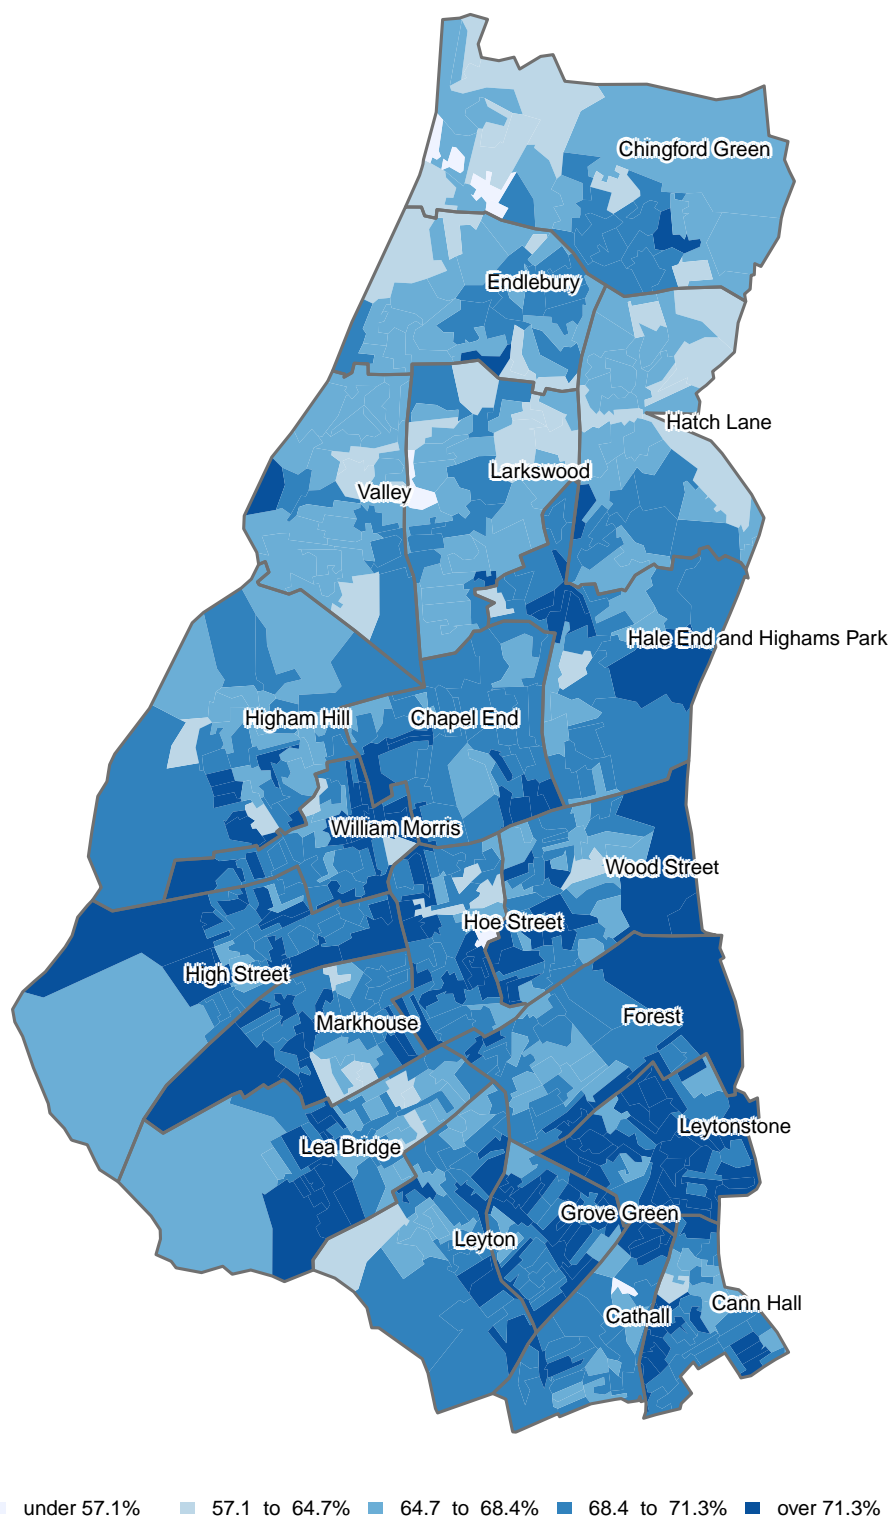 Chingford Green
Endlebury
Hatch Lane
Larkswood
Valley
Hale End and Highams Park
Higham Hill
Chapel End
William Morris
Wood Street
Hoe Street
High Street
Forest
Markhouse
Leytonstone
Lea Bridge
Grove Green
Leyton
Cann Hall
Cathall
under 57.1%
57.1 to 64.7%
64.7 to 68.4%
68.4 to 71.3%
over 71.3%